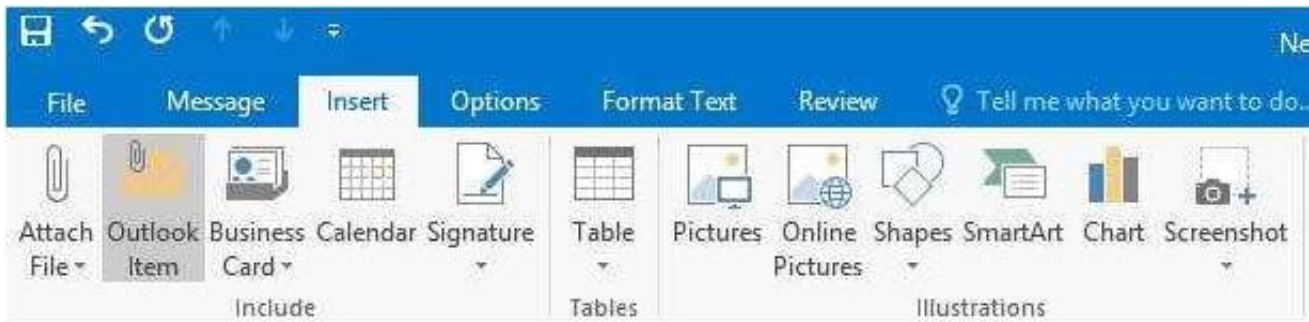 Ne
File Message Insert Options Format Text Review Tell me what you want to do..
Attach Outlook Business Calendar Signature Table Pictures Online Shapes SmartArt Chart Screenshot
File Item Card Pictures
Include Tables Illustrations